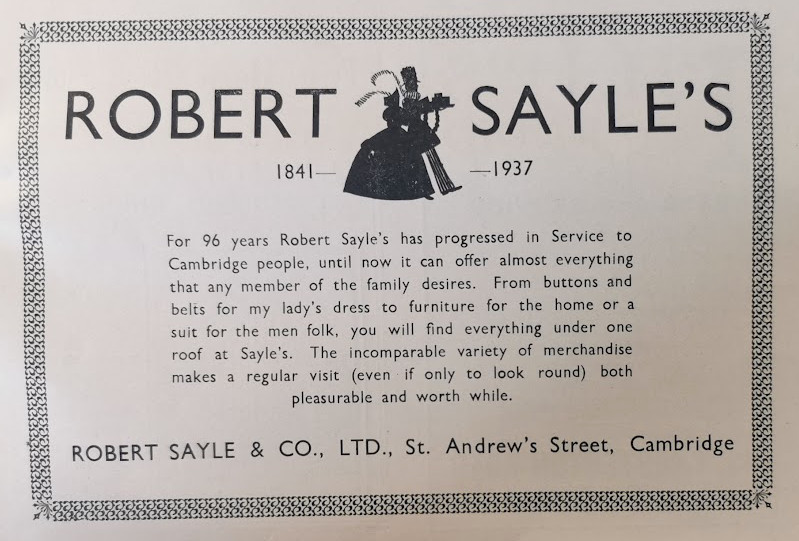 ROBERT SAYLE'S
1841— —1937
For 96 years Robert Sayle's has progressed in Service to
Cambridge people, until now it can offer almost everything
that any member of the family desires. From buttons and
belts for my lady's dress to furniture for the home or a
suit for the men folk, you will find everything under one
roof at Sayle's. The incomparable variety of merchandise
makes a regular visit (even if only to look round) both
pleasurable and worth while.
ROBERT SAYLE & CO., LTD., St. Andrew's Street, Cambridge